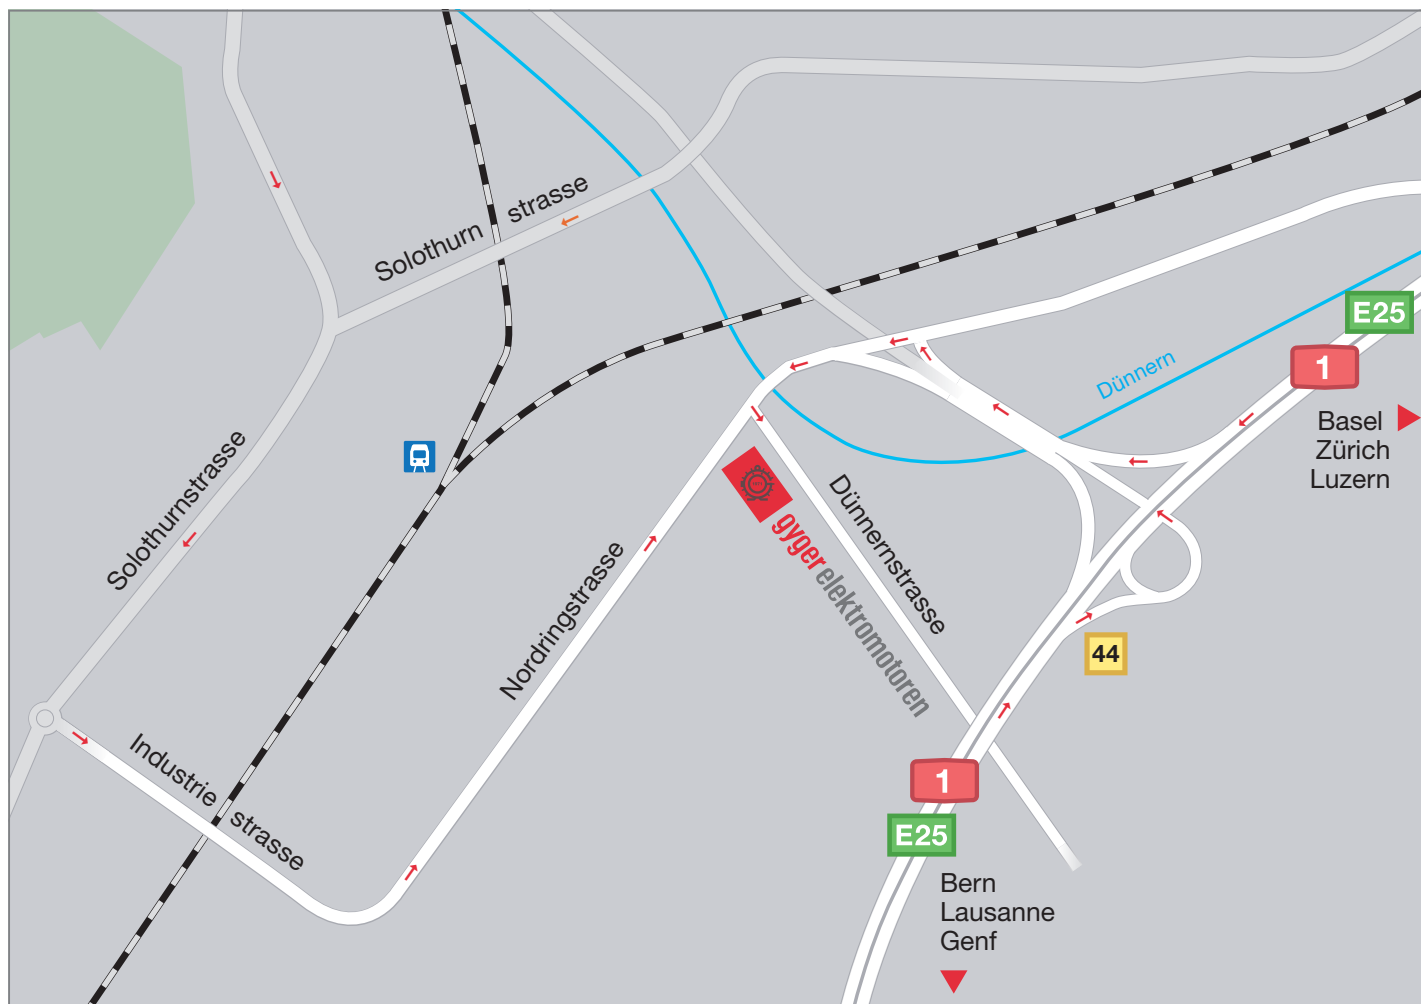 Solothurn strasse
E25
1
Dünnern
Basel
Zürich
Luzern
Solothurnstrasse
Dünnernstrasse
gyger elektromotoren
Nordringstrasse
44
Industrie strasse
1
E25
Bern
Lausanne
Genf